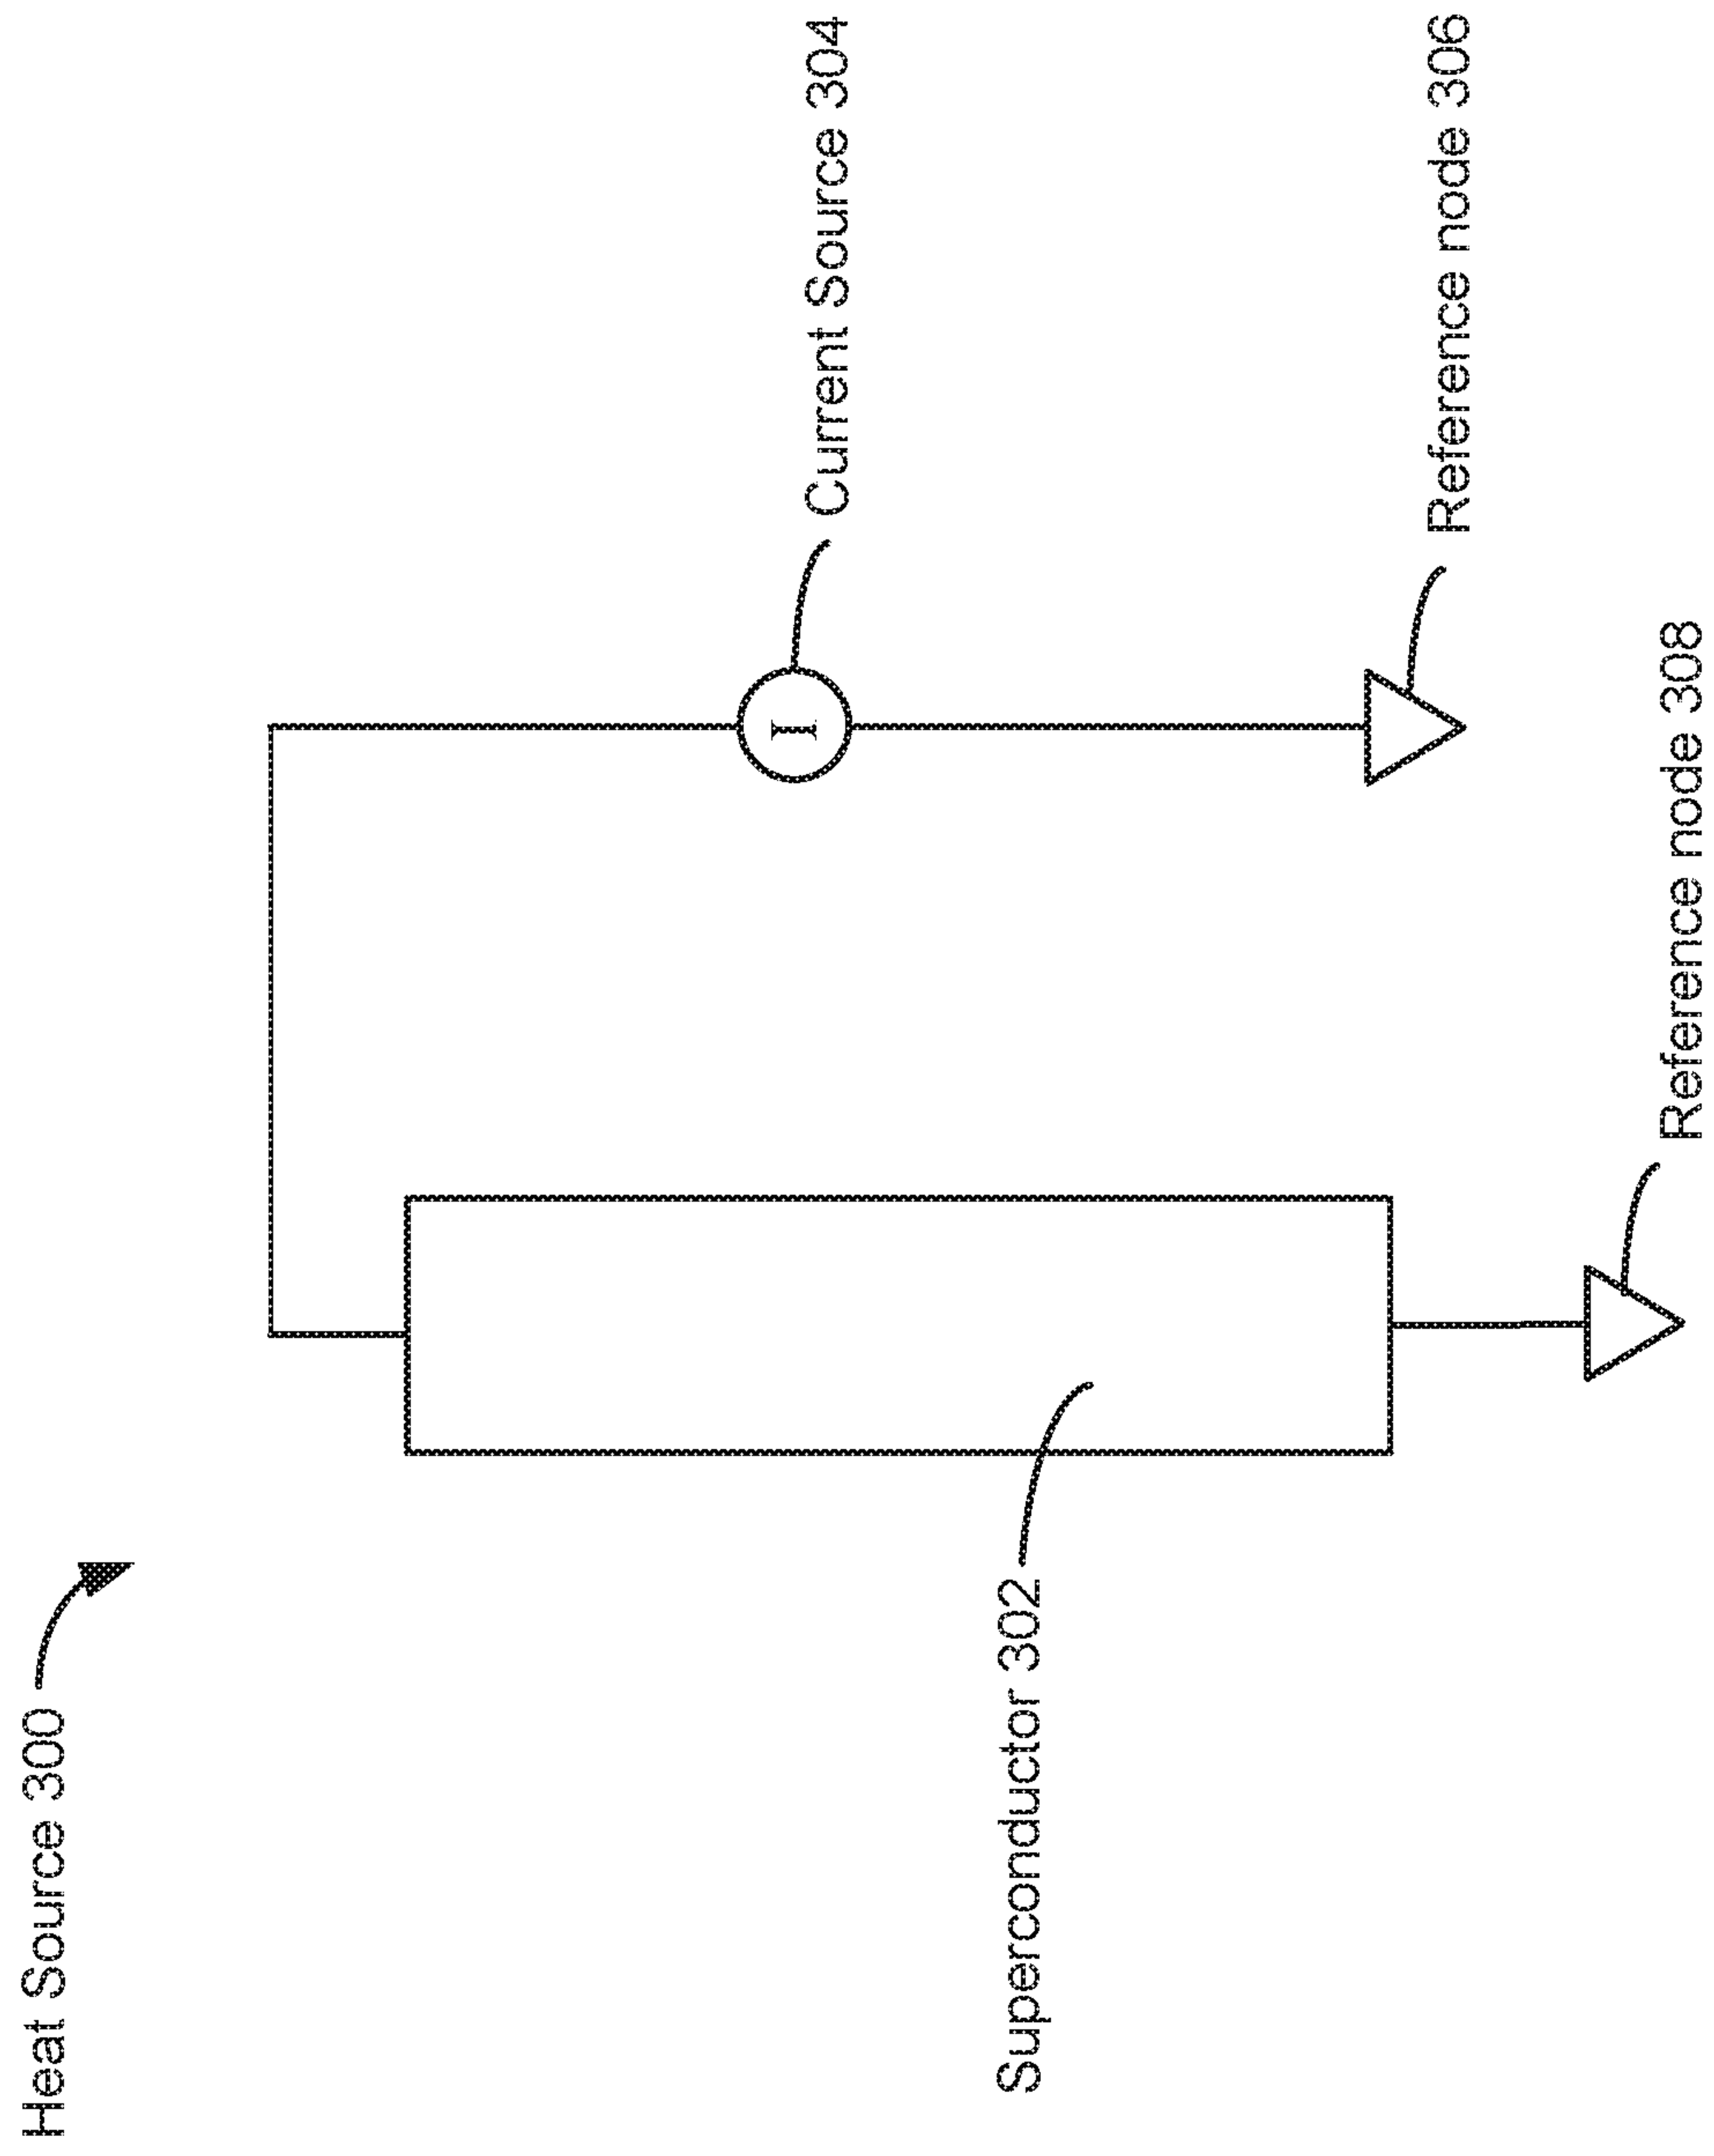 Heat Source 300
Current Source 304
I
Superconductor 302
Reference node 306
Reference node 308